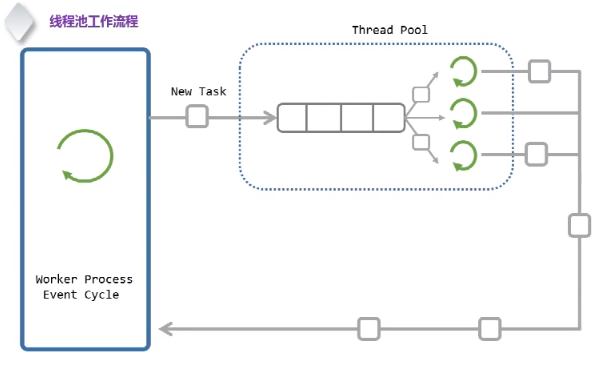 线程池工作流程
Thread Pool
New Task
Worker Process
Event Cycle